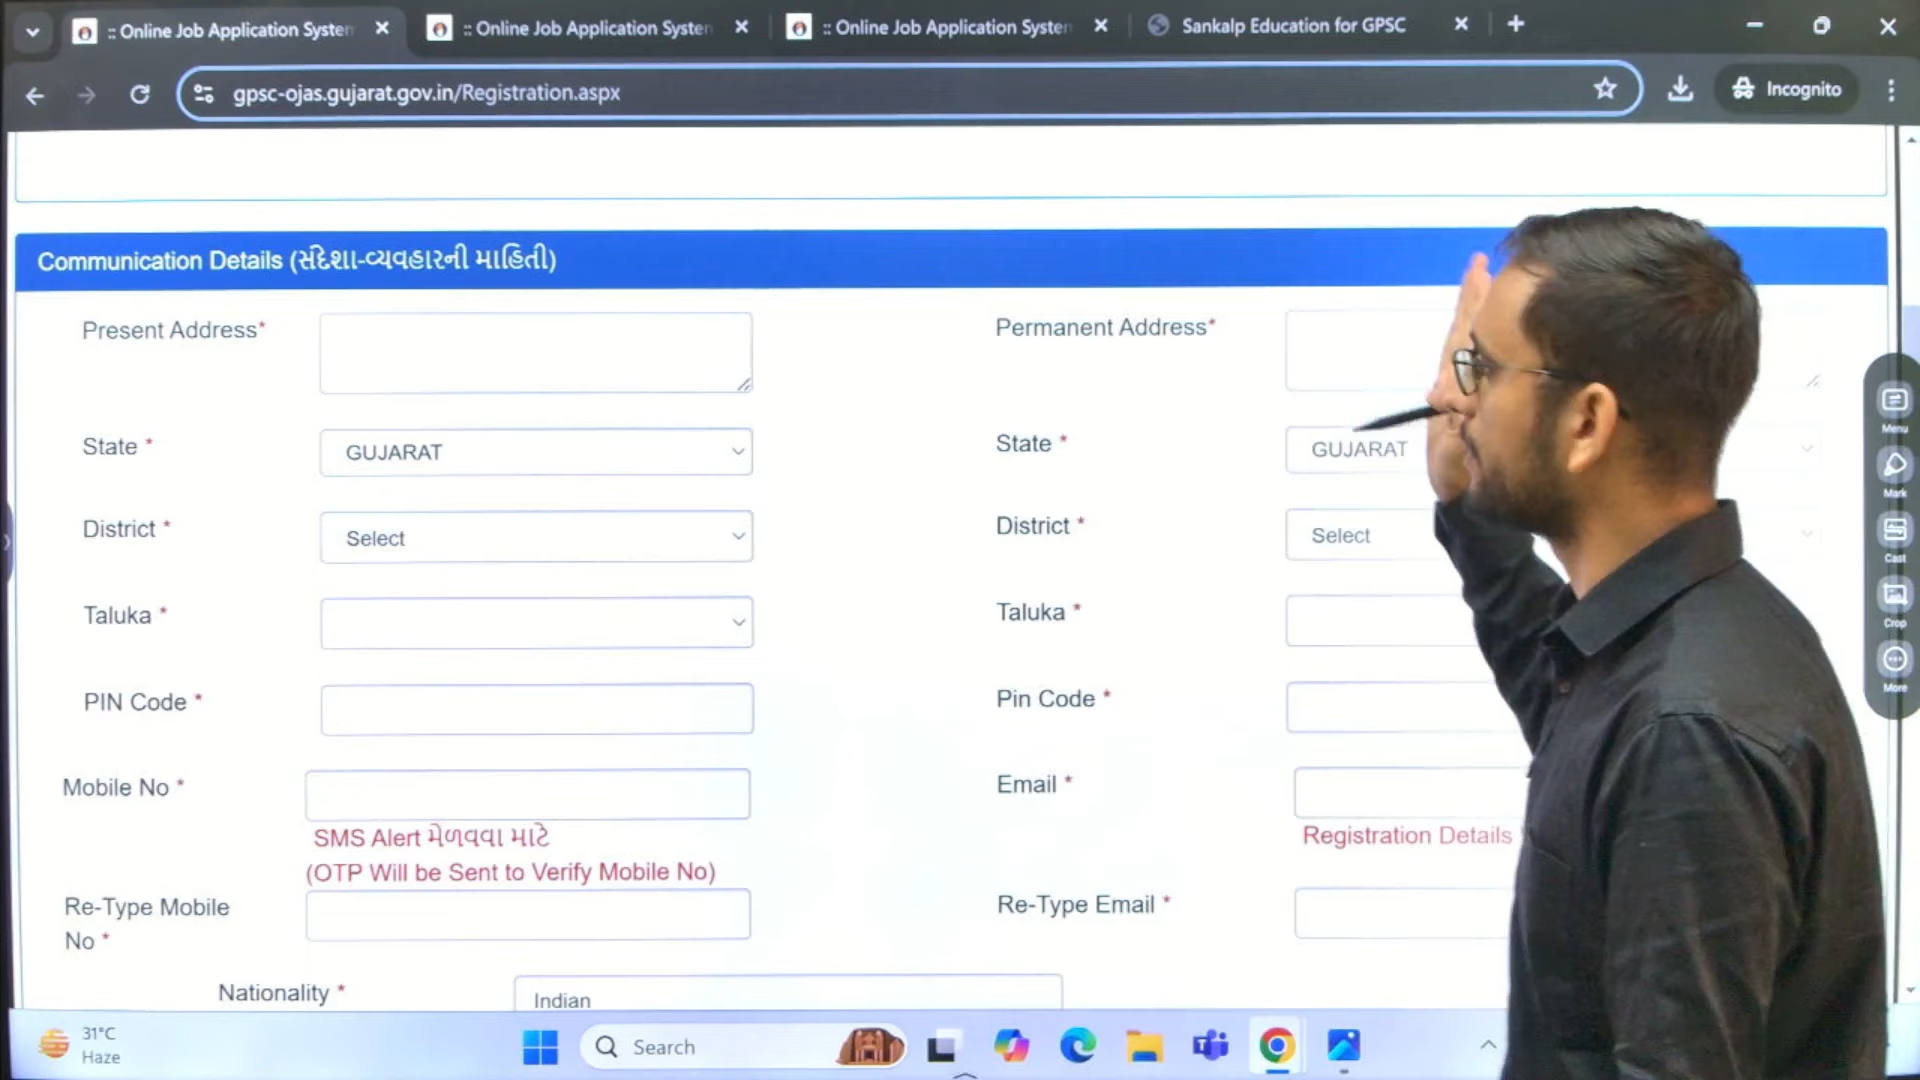 :: Online Job Application System
:: Online Job Application System
:: Online Job Application System
Sankalp Education for GPSC
gpsc-ojas.gujarat.gov.in/Registration.aspx
Incognito
Communication Details (સંદેશા-વ્યવહારની માહિતી)
Present Address*
Permanent Address*
State *
GUJARAT
State *
GUJARAT
District *
Select
District *
Select
Taluka *
Taluka *
PIN Code *
Pin Code *
Mobile No *
Email *
SMS Alert મેળવવા માટે
(OTP Will be Sent to Verify Mobile No)
Registration Details
Re-Type Mobile
No *
Re-Type Email *
Nationality *
Indian
Menu
Mark
Cast
Crop
More
31°C
Haze
Search